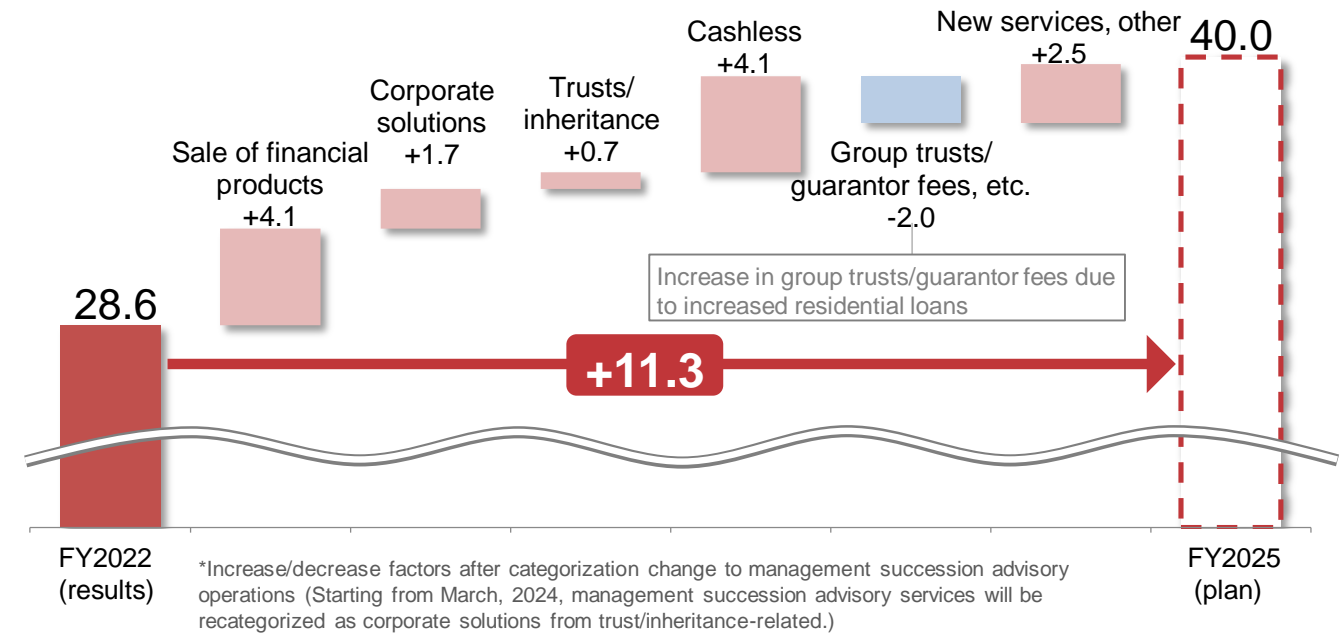 28.6
Sale of financial
products
+4.1
Corporate
solutions
+1.7
Trusts/
inheritance
+0.7
Cashless
+4.1
Group trusts/
guarantor fees, etc.
-2.0
Increase in group trusts/guarantor fees due
to increased residential loans
New services, other
+2.5
40.0
+11.3
FY2022
(results)
FY2025
(plan)
*Increase/decrease factors after categorization change to management succession advisory
operations (Starting from March, 2024, management succession advisory services will be
recategorized as corporate solutions from trust/inheritance-related.)